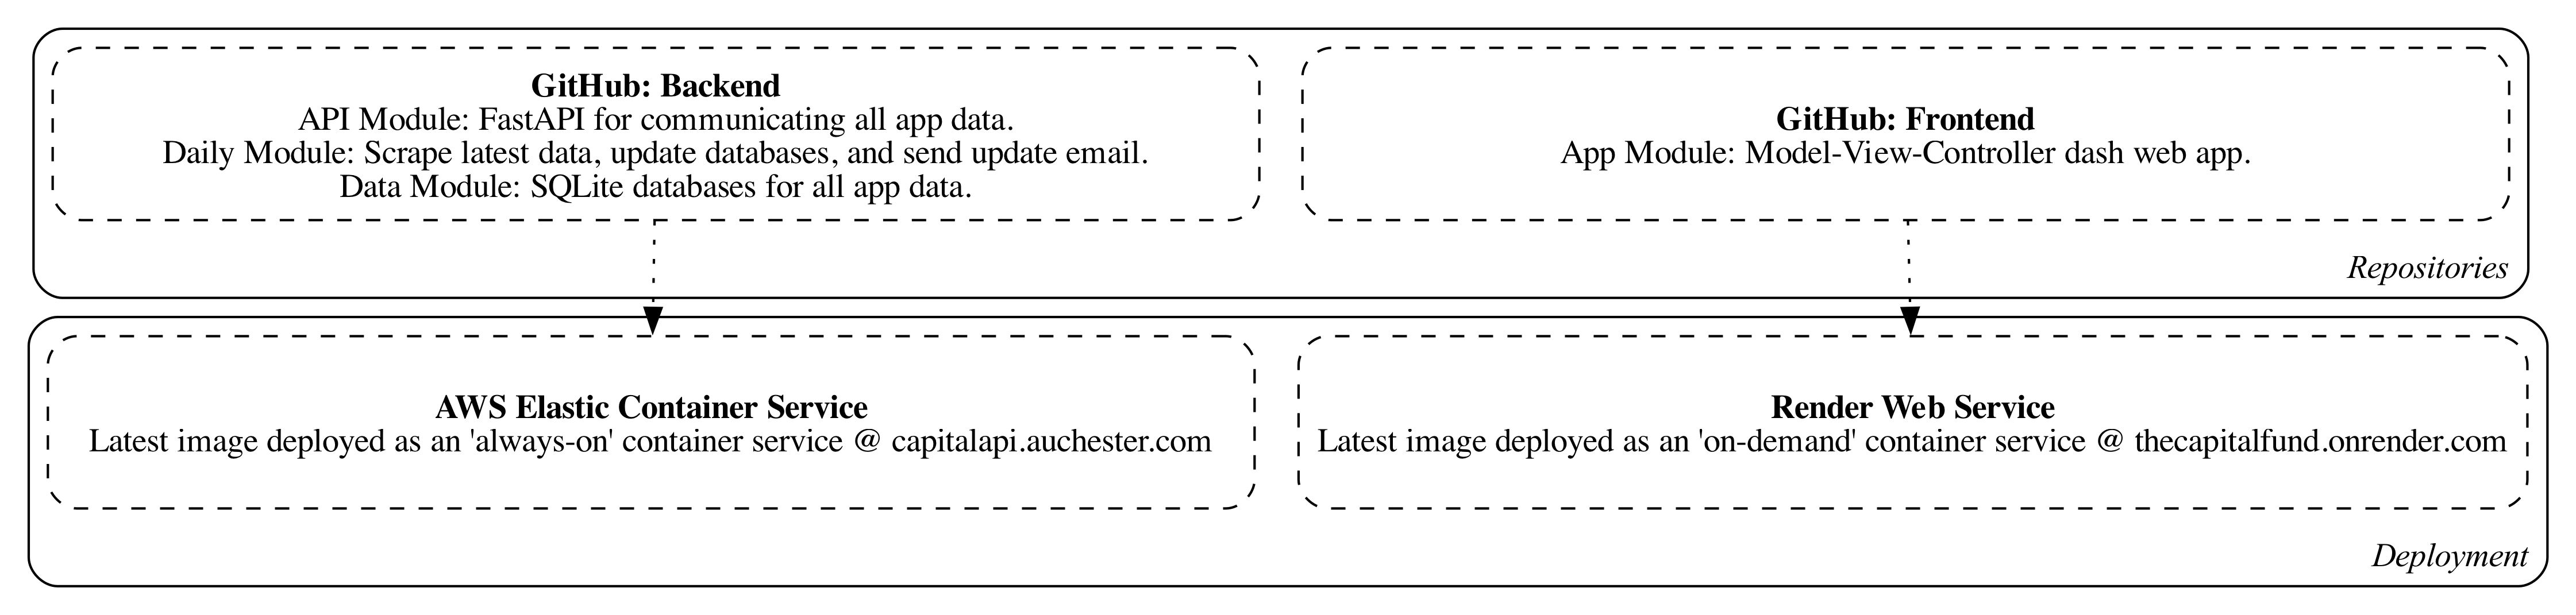 GitHub: Backend
API Module: FastAPI for communicating all app data.
Daily Module: Scrape latest data, update databases, and send update email.
Data Module: SQLite databases for all app data.
GitHub: Frontend
App Module: Model-View-Controller dash web app.
Repositories
AWS Elastic Container Service
Latest image deployed as an 'always-on' container service @ capitalapi.auchester.com
Render Web Service
Latest image deployed as an 'on-demand' container service @ thecapitalfund.onrender.com
Deployment